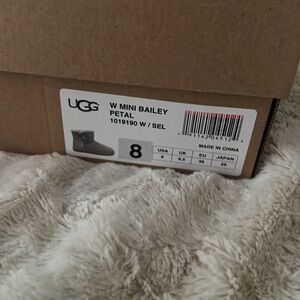 UGG
W MINI BAILEY
PETAL
1019190 W / SEL
MADE IN CHINA
8
USA UK EU JAPAN
8 6.5 39 25